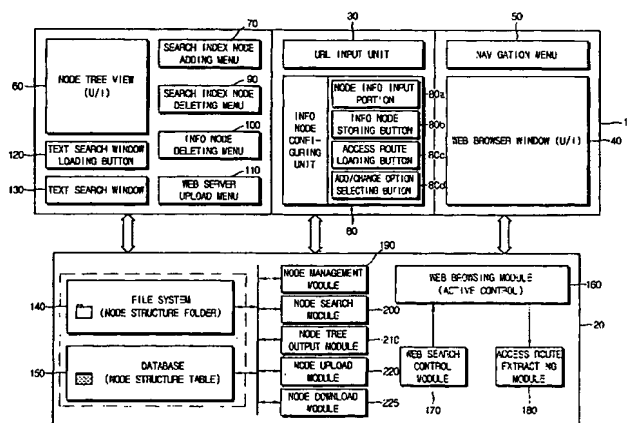 70
30
50
60
NODE TREE VIEW
(U/I)
SEARCH INDEX NODE
ADDING MENU
90
SEARCH INDEX NODE
DELETING MENU
100
INFO NODE
DELETING MENU
110
WEB SERVER
UPLOAD MENU
120
TEXT SEARCH WINDOW
LOADING BUTTON
130
TEXT SEARCH WINDOW
URL INPUT UNIT
INFO
NODE
CONFI-
GURING
UNIT
NODE INFO INPUT
PORTION
80a
INFO NODE
STORING BUTTON
80b
ACCESS ROUTE
LOADING BUTTON
80c
ADD/CHANGE OPTION
SELECTING BUTTON
80d
80
NAVIGATION MENU
WEB BROWSER WINDOW (U/I)
40
140
FILE SYSTEM
(NODE STRUCTURE FOLDER)
150
DATABASE
(NODE STRUCTURE TABLE)
190
NODE MANAGEMENT
MODULE
NODE SEARCH
MODULE
200
NODE TREE
OUTPUT MODULE
210
NODE UPLOAD
MODULE
220
NODE DOWNLOAD
MODULE
225
WEB BROWSING MODULE
(ACTIVE CONTROL)
160
20
WEB SEARCH
CONTROL
MODULE
170
ACCESS ROUTE
EXTRACTING
MODULE
180